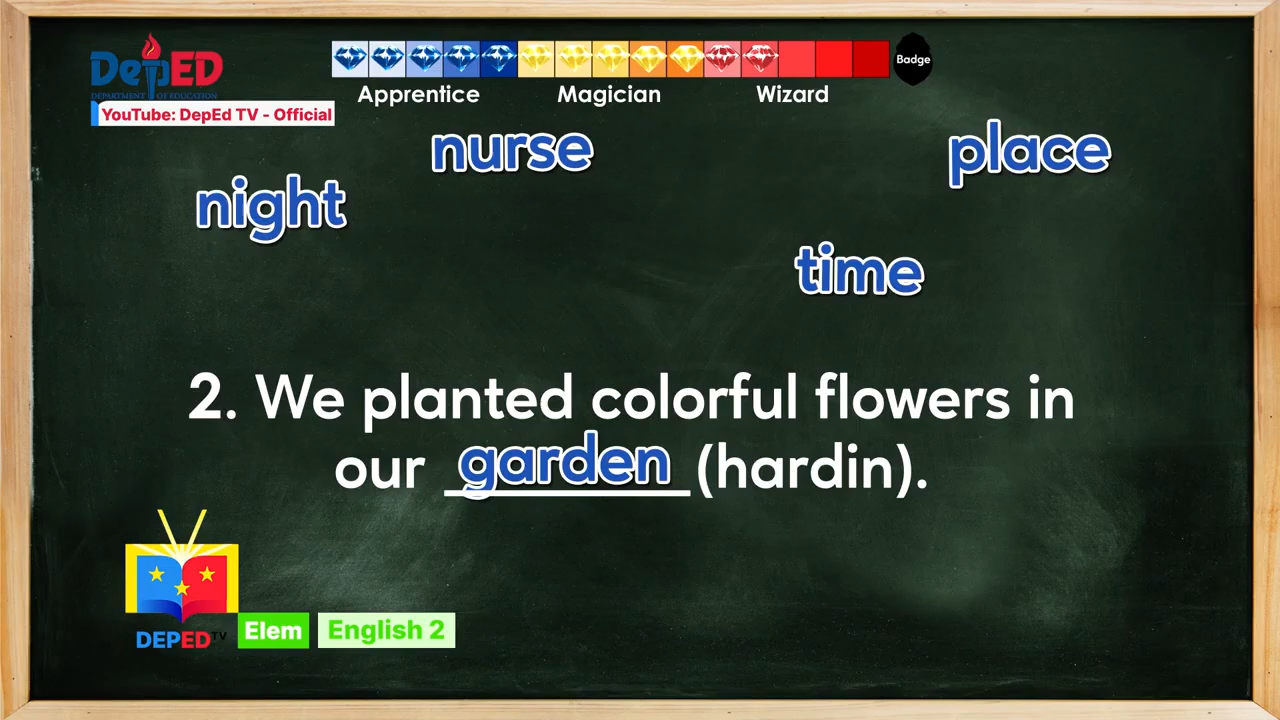 DepED
DEPARTMENT OF EDUCATION
YouTube: DepEd TV - Official
Badge
Apprentice
Magician
Wizard
nurse
place
night
time
2. We planted colorful flowers in
our garden (hardin).
DEPED TV
Elem
English 2